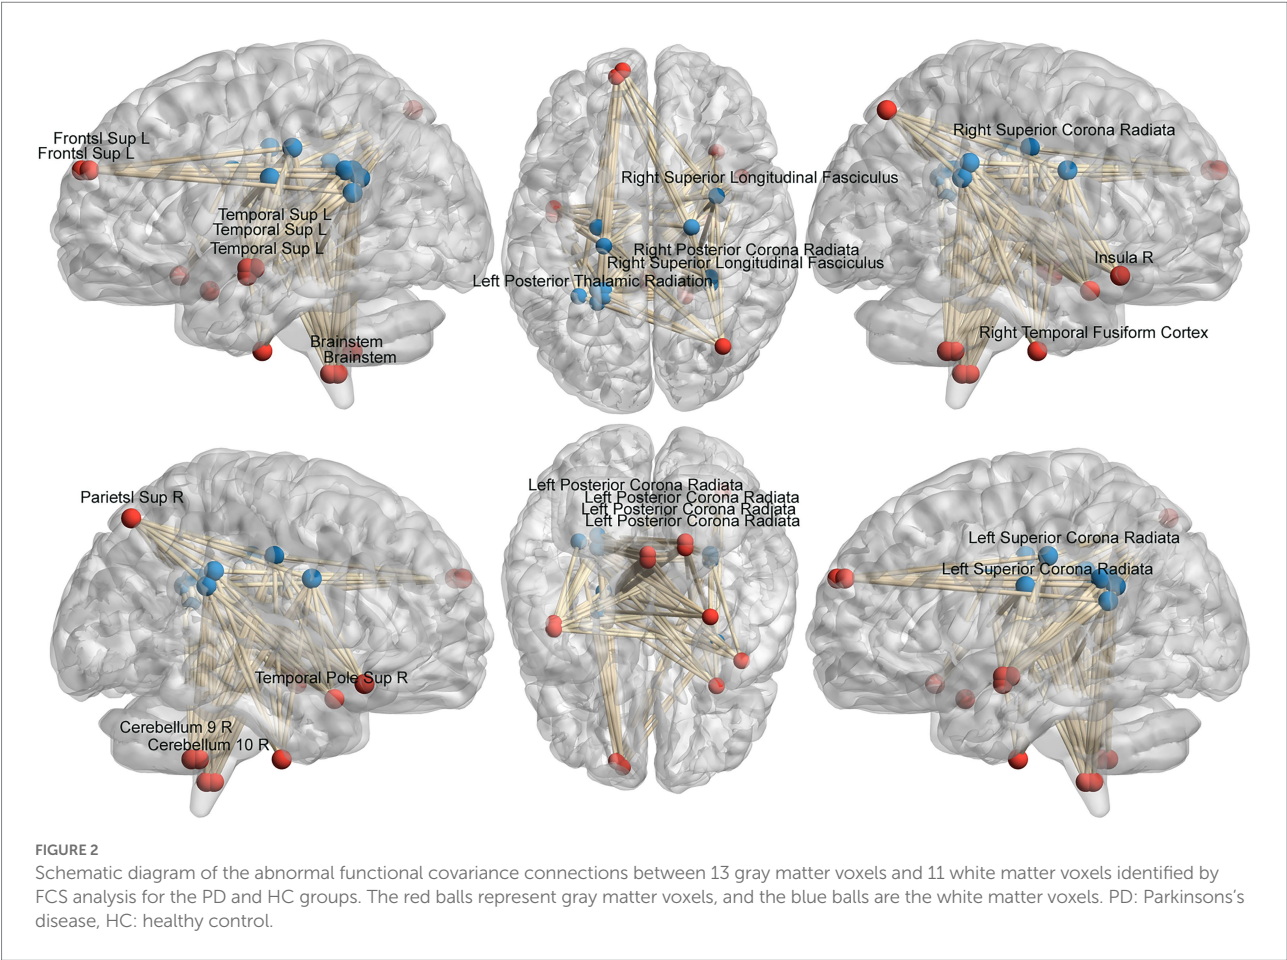 Frontsl Sup L
Frontsl Sup L
Temporal Sup L
Temporal Sup L
Temporal Sup L
Brainstem
Brainstem
Right Superior Longitudinal Fasciculus
Right Posterior Corona Radiata
Right Superior Longitudinal Fasciculus
Left Posterior Thalamic Radiation
Right Superior Corona Radiata
Insula R
Right Temporal Fusiform Cortex
Parietsl Sup R
Temporal Pole Sup R
Cerebellum 9 R
Cerebellum 10 R
Left Posterior Corona Radiata
Left Posterior Corona Radiata
Left Posterior Corona Radiata
Left Posterior Corona Radiata
Left Superior Corona Radiata
Left Superior Corona Radiata
FIGURE 2
Schematic diagram of the abnormal functional covariance connections between 13 gray matter voxels and 11 white matter voxels identified by
FCS analysis for the PD and HC groups. The red balls represent gray matter voxels, and the blue balls are the white matter voxels. PD: Parkinsons's
disease, HC: healthy control.